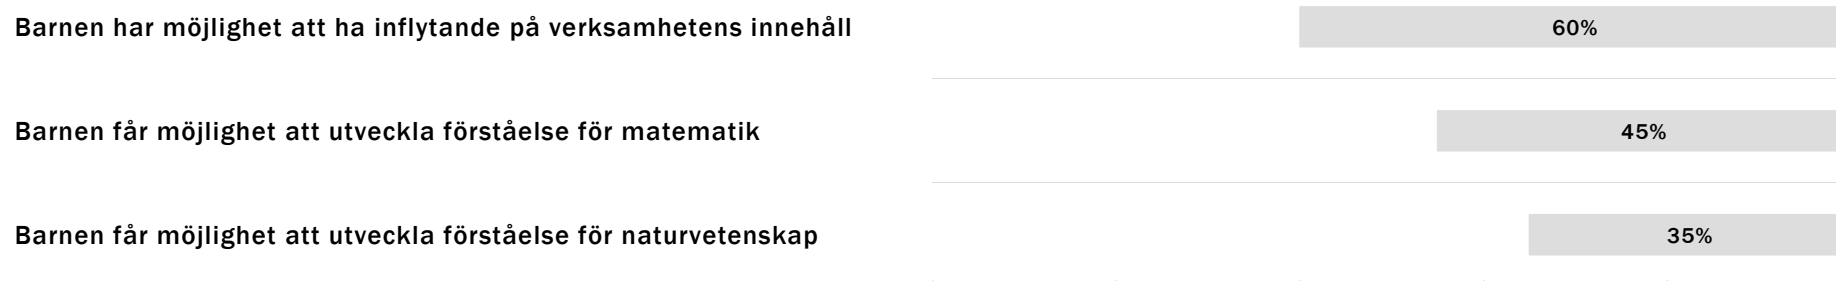 Barnen har möjlighet att ha inflytande på verksamhetens innehåll 60%
Barnen får möjlighet att utveckla förståelse för matematik 45%
Barnen får möjlighet att utveckla förståelse för naturvetenskap 35%